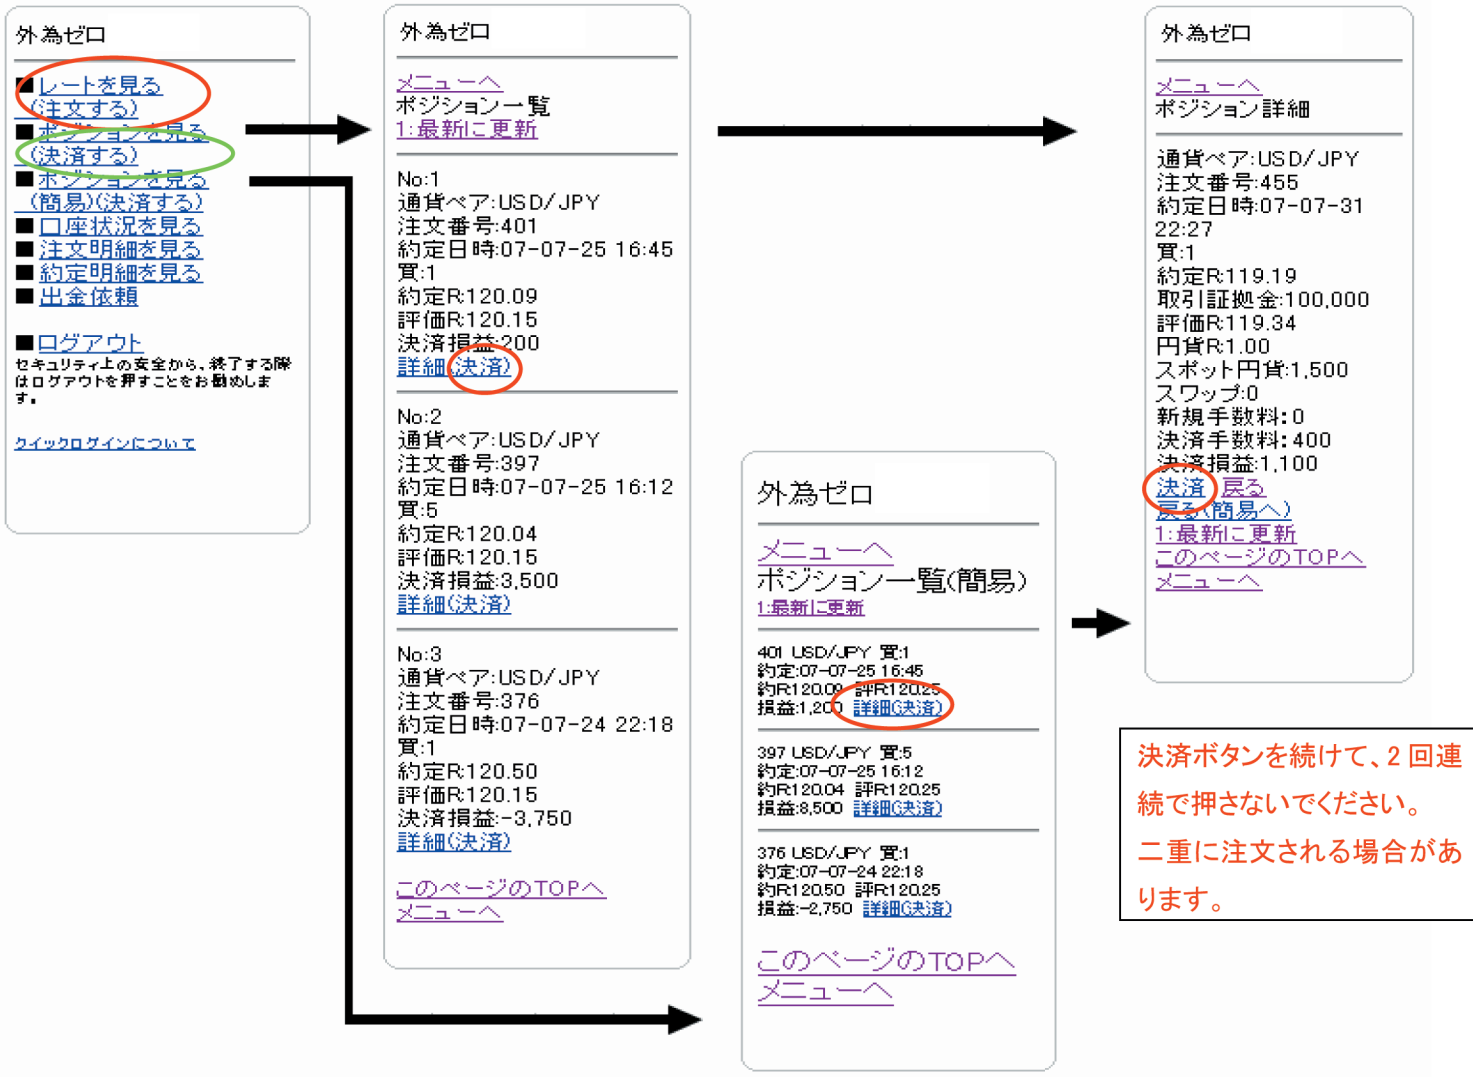 外為ゼロ
■レートを見る
(注文する)
■ポジションを見る
(決済する)
■ポジションを見る
(簡易)(決済する)
■口座状況を見る
■注文明細を見る
■約定明細を見る
■出金依頼
■ログアウト
セキュリティ上の安全から、終了する際
はログアウトを押すことをお勧めしま
す。
クイックログインについて
外為ゼロ
メニューへ
ポジション一覧
1:最新に更新
No:1
通貨ペア:USD/JPY
注文番号:401
約定日時:07-07-25 16:45
買:1
約定R:120.09
評価R:120.15
決済損益:200
詳細(決済)
No:2
通貨ペア:USD/JPY
注文番号:397
約定日時:07-07-25 16:12
買:5
約定R:120.04
評価R:120.15
決済損益:3,500
詳細(決済)
No:3
通貨ペア:USD/JPY
注文番号:376
約定日時:07-07-24 22:18
買:1
約定R:120.50
評価R:120.15
決済損益:-3,750
詳細(決済)
このページのTOPへ
メニューへ
外為ゼロ
メニューへ
ポジション一覧(簡易)
1:最新に更新
401 USD/JPY 買:1
約定:07-07-25 16:45
約R:120.09 評R:120.25
損益:1,200 詳細(決済)
397 USD/JPY 買:5
約定:07-07-25 16:12
約R:120.04 評R:120.25
損益:8,500 詳細(決済)
376 USD/JPY 買:1
約定:07-07-24 22:18
約R:120.50 評R:120.25
損益:-2,750 詳細(決済)
このページのTOPへ
メニューへ
外為ゼロ
メニューへ
ポジション詳細
通貨ペア:USD/JPY
注文番号:455
約定日時:07-07-31
22:27
買:1
約定R:119.19
取引証拠金:100,000
評価R:119.34
円貨R:1.00
スポット円貨:1,500
スワップ:0
新規手数料:0
決済手数料:400
決済損益:1,100
決済 戻る
戻る(簡易へ)
1:最新に更新
このページのTOPへ
メニューへ
決済ボタンを続けて、2回連
続で押さないでください。
二重に注文される場合があ
ります。